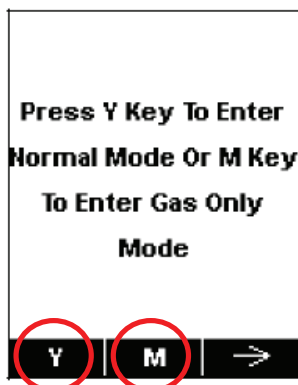 Press Y Key To Enter
Normal Mode Or M Key
To Enter Gas Only
Mode
Y M →